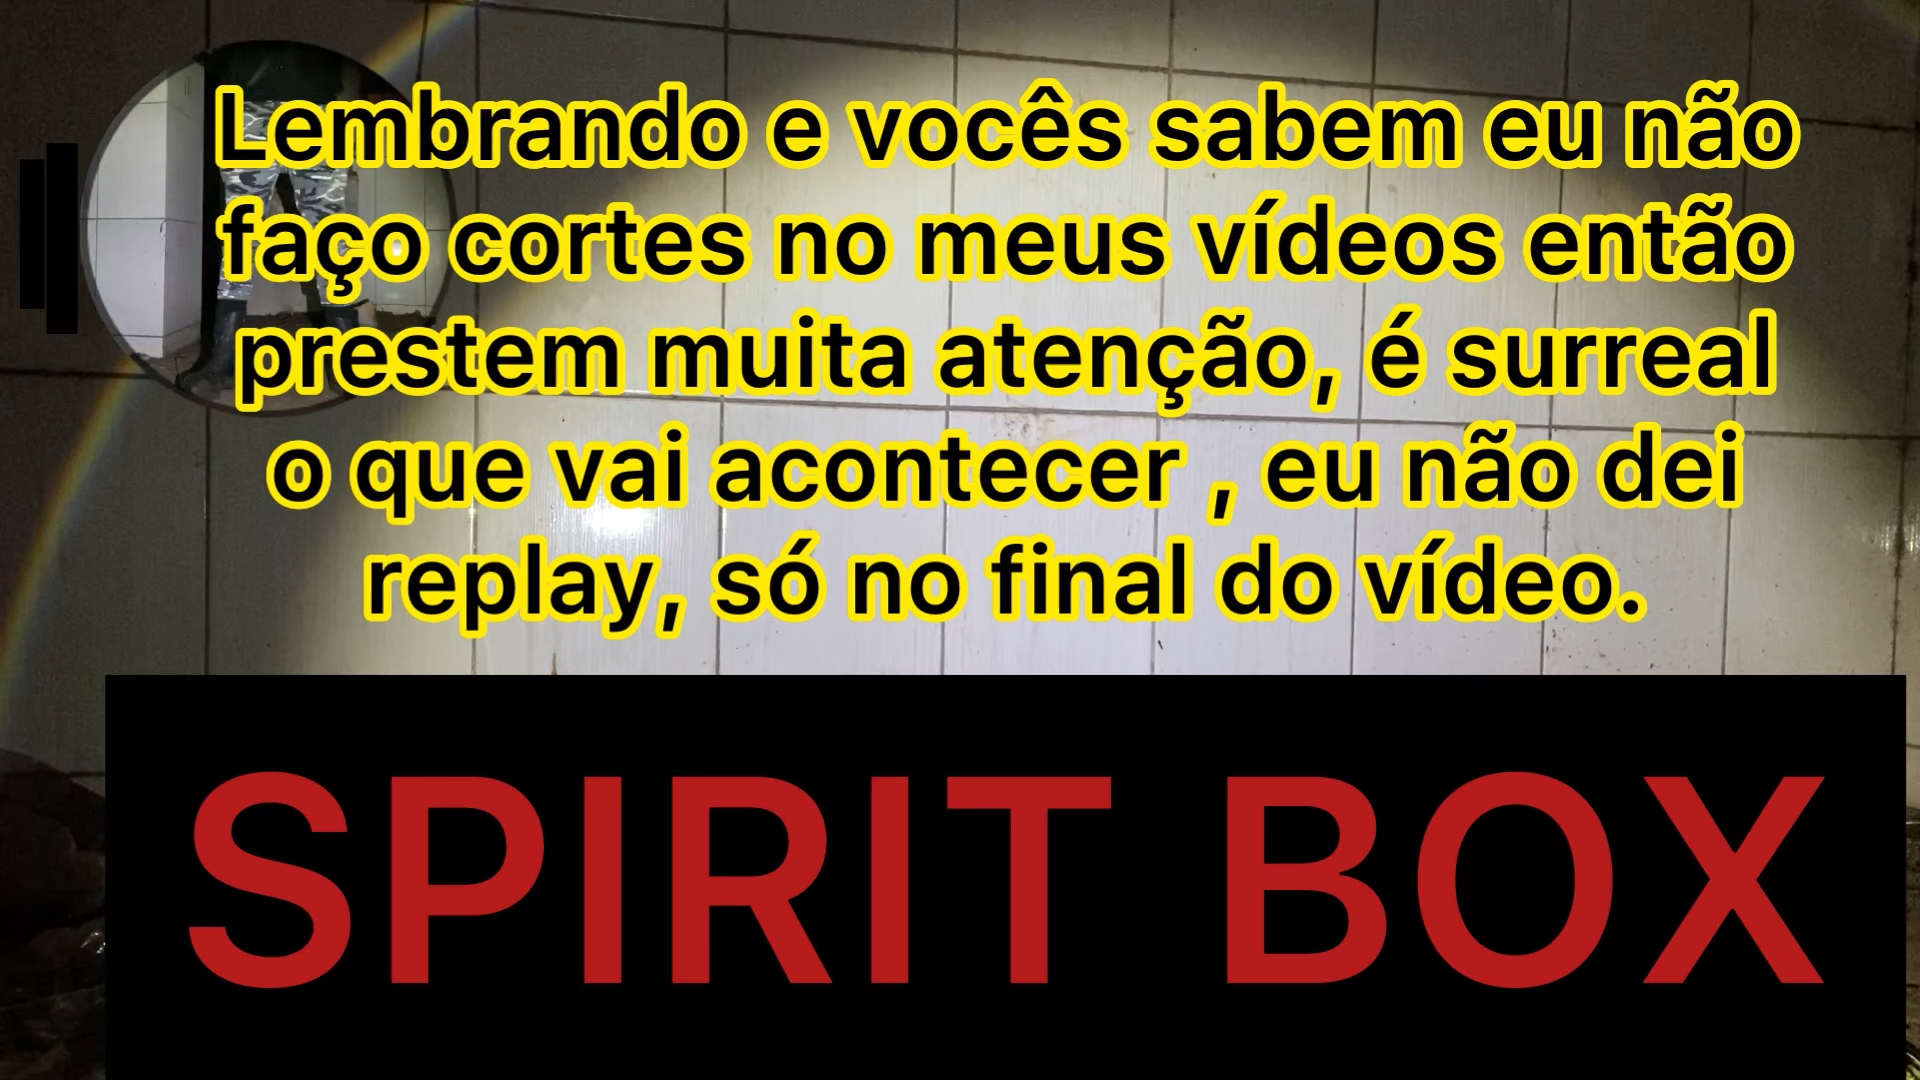 Lembrando e vocês sabem eu não
faço cortes no meus vídeos então
prestem muita atenção, é surreal
o que vai acontecer , eu não dei
replay, só no final do vídeo.
SPIRIT BOX